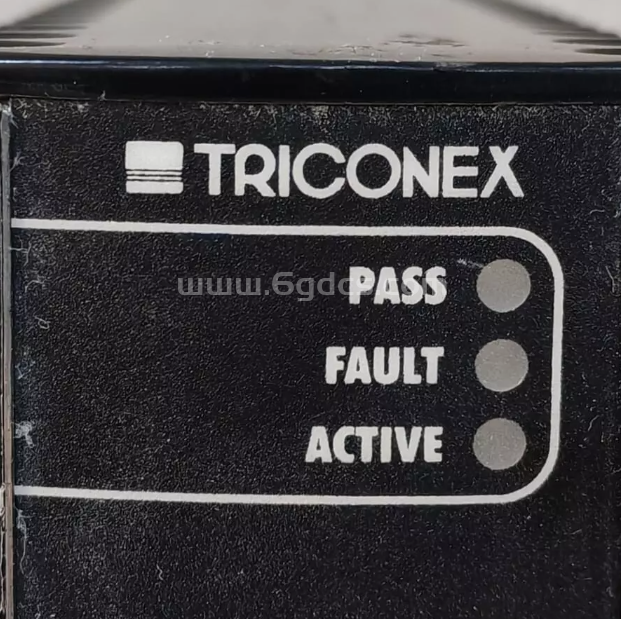 TRICONEX
PASS
FAULT
ACTIVE